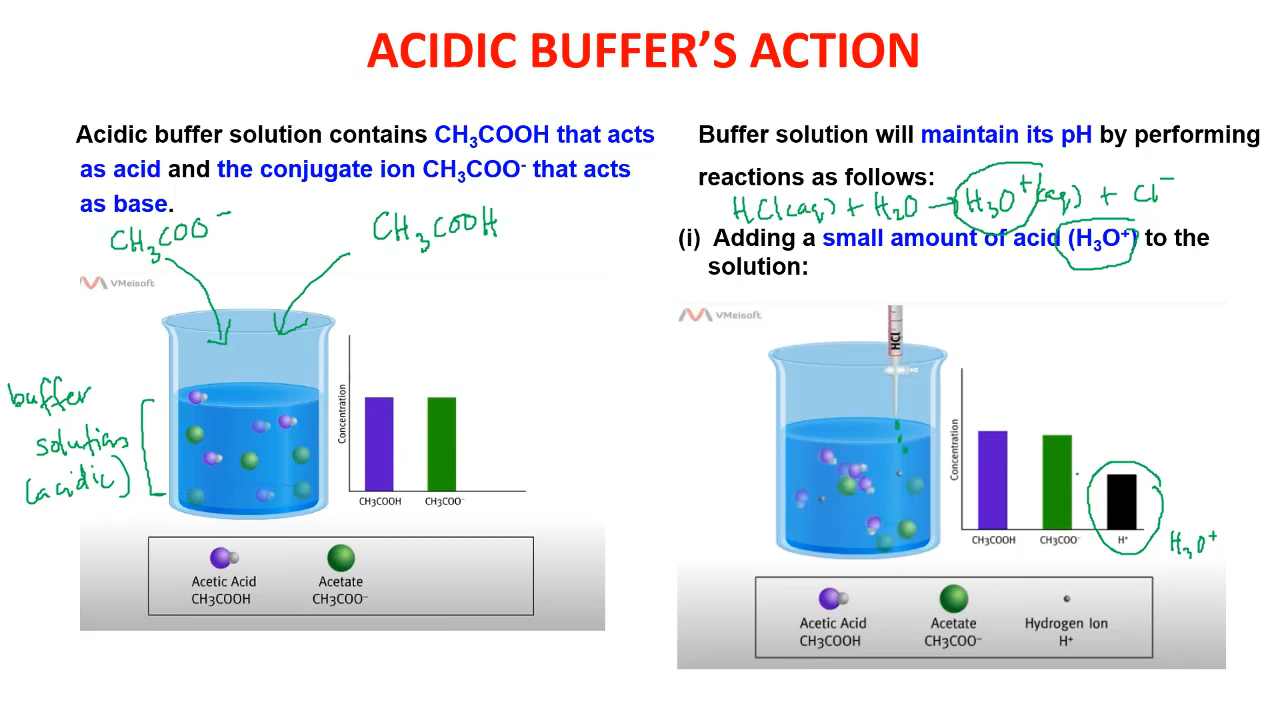 ACIDIC BUFFER'S ACTION
Acidic buffer solution contains CH₃COOH that acts
as acid and the conjugate ion CH₃COO⁻ that acts
as base.
CH₃COO⁻
CH₃COOH
VMeisoft
buffer
solutions
(acidic)
Concentration
CH3COOH CH3COO⁻
Acetic Acid Acetate
CH3COOH CH3COO⁻
Buffer solution will maintain its pH by performing
reactions as follows:
HCl(aq) + H₂O → H₃O⁺(aq) + Cl⁻
(i) Adding a small amount of acid (H₃O⁺) to the
solution:
VMeisoft
HCl
Concentration
CH3COOH CH3COO⁻ H⁺
H₃O⁺
Acetic Acid Acetate Hydrogen Ion
CH3COOH CH3COO⁻ H⁺